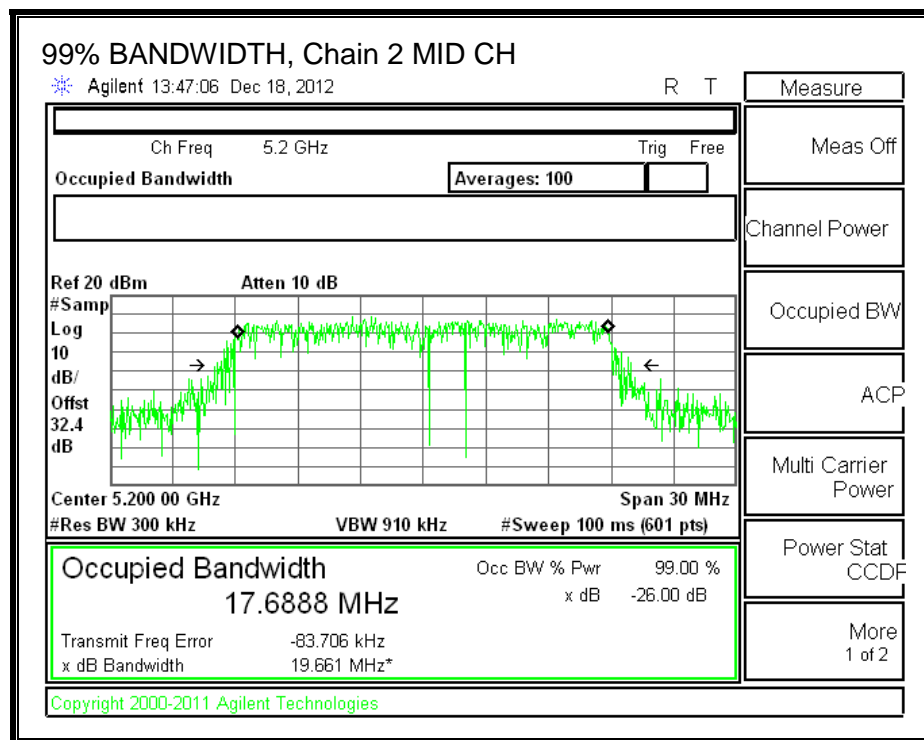 99% BANDWIDTH, Chain 2 MID CH
Agilent 13:47:06 Dec 18, 2012 R T
Measure
Ch Freq 5.2 GHz Trig Free
Meas Off
Occupied Bandwidth Averages: 100
Channel Power
Ref 20 dBm Atten 10 dB
#Samp
Log
10
dB/
Offst
32.4
dB
Occupied BW
ACP
Multi Carrier
Power
Center 5.200 00 GHz Span 30 MHz
#Res BW 300 kHz VBW 910 kHz #Sweep 100 ms (601 pts)
Power Stat
CCDF
Occupied Bandwidth Occ BW % Pwr 99.00 %
17.6888 MHz x dB -26.00 dB
Transmit Freq Error -83.706 kHz
x dB Bandwidth 19.661 MHz*
More
1 of 2
Copyright 2000-2011 Agilent Technologies